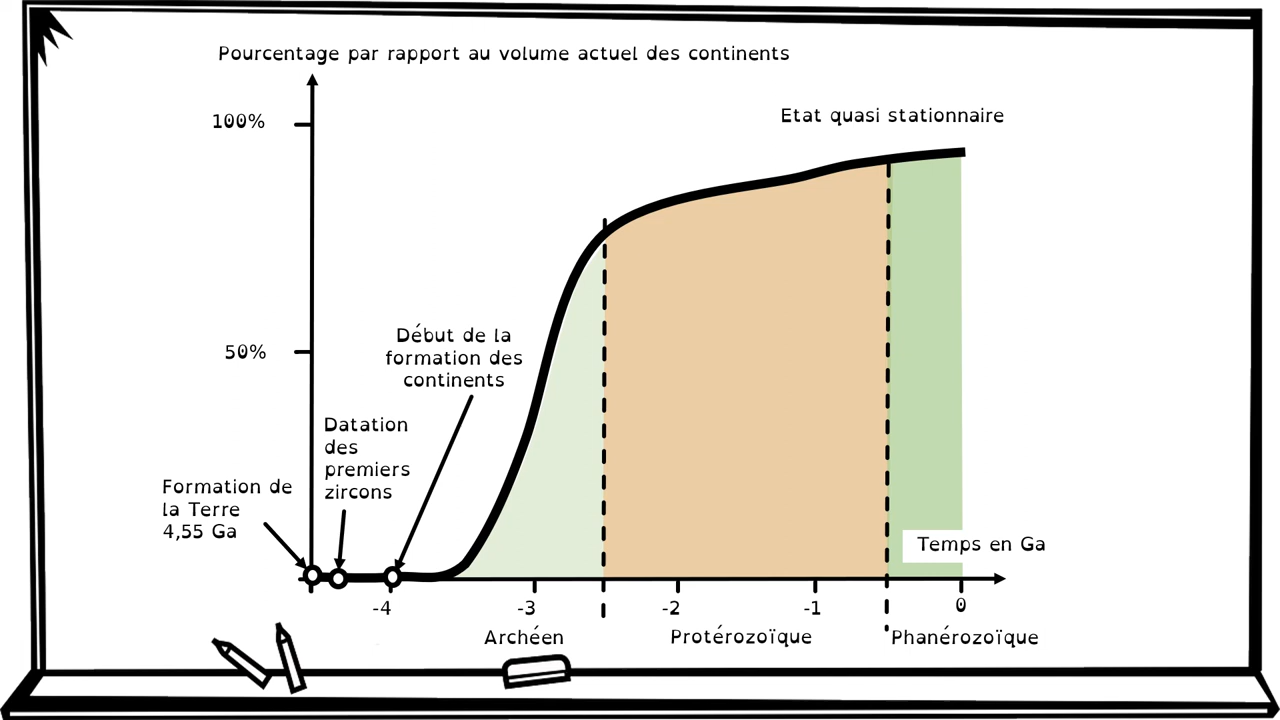 Pourcentage par rapport au volume actuel des continents
100%
Etat quasi stationnaire
50%
Début de la
formation des
continents
Datation
des
premiers
zircons
Formation de
la Terre
4,55 Ga
Temps en Ga
-4
-3
-2
-1
0
Archéen
Protérozoïque
Phanérozoïque